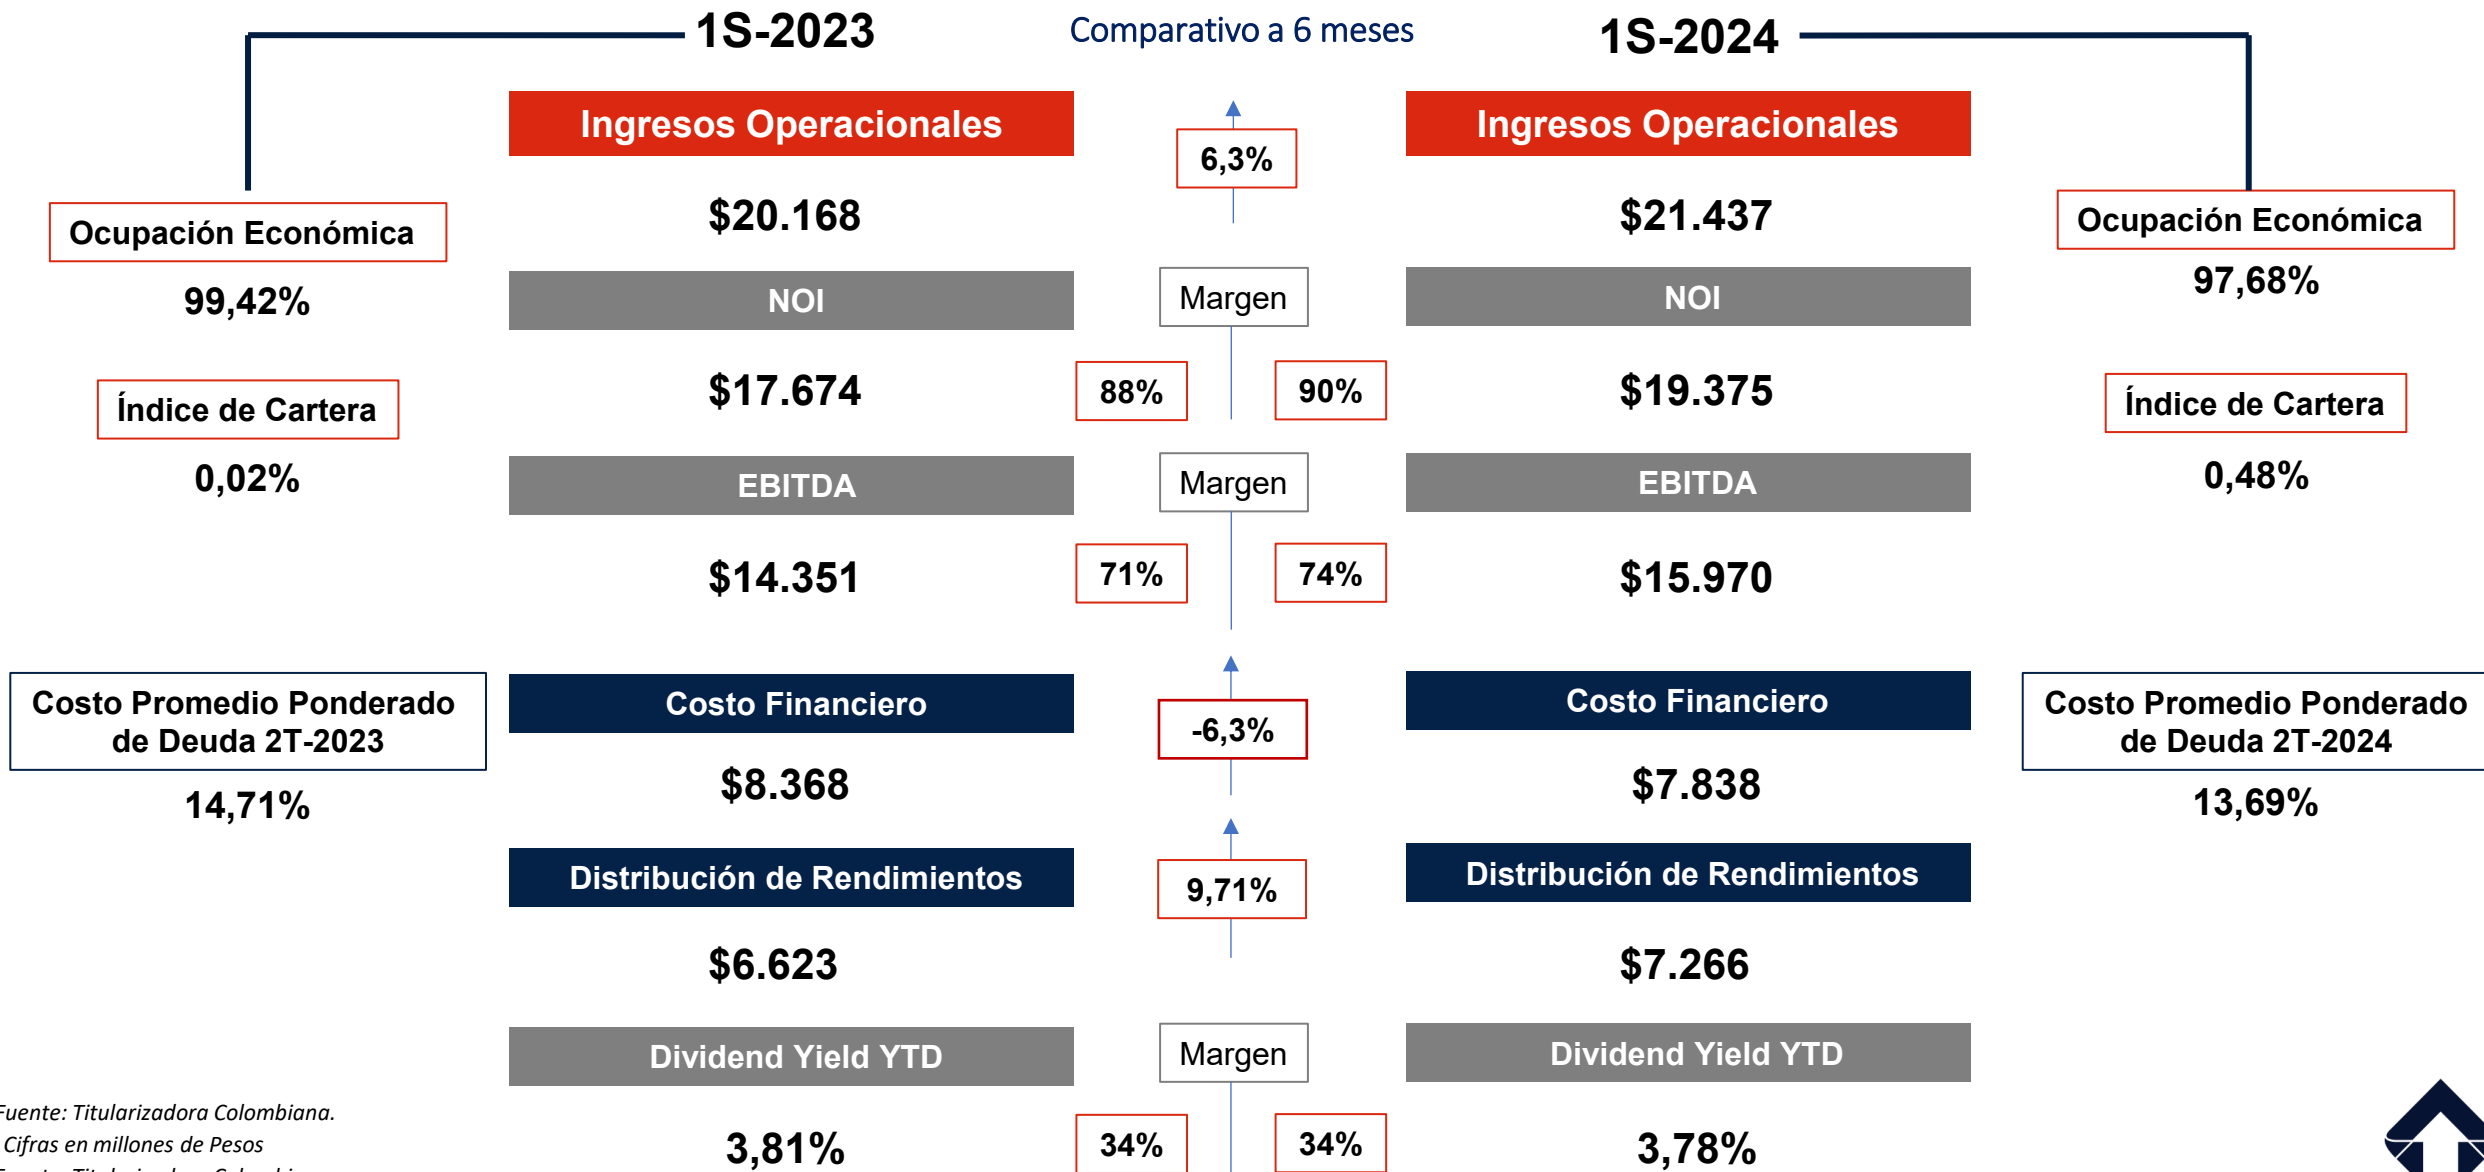 1S-2023
Comparativo a 6 meses
1S-2024
Ingresos Operacionales
Ingresos Operacionales
6,3%
$20.168
$21.437
Ocupación Económica
Ocupación Económica
99,42%
97,68%
NOI
Margen
NOI
$17.674
88%
90%
$19.375
Índice de Cartera
Índice de Cartera
0,02%
0,48%
EBITDA
Margen
EBITDA
$14.351
71%
74%
$15.970
Costo Promedio Ponderado
de Deuda 2T-2023
Costo Financiero
-6,3%
Costo Financiero
Costo Promedio Ponderado
de Deuda 2T-2024
14,71%
$8.368
$7.838
13,69%
Distribución de Rendimientos
9,71%
Distribución de Rendimientos
$6.623
$7.266
Dividend Yield YTD
Margen
Dividend Yield YTD
3,81%
34%
34%
3,78%
Fuente: Titularizadora Colombiana.
Cifras en millones de Pesos